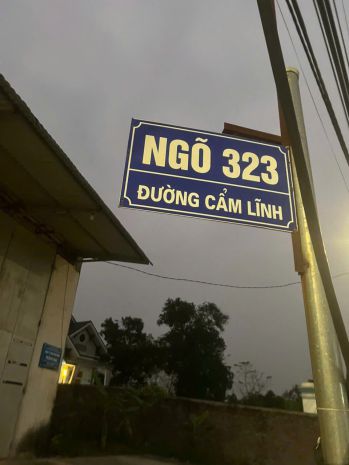 NGÕ 323
ĐƯỜNG CẨM LĨNH